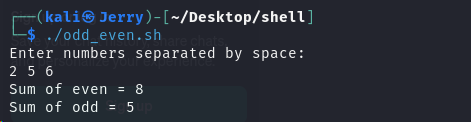 ┌──(kali㉿Jerry)-[~/Desktop/shell]
└─$ ./odd_even.sh
Enter numbers separated by space:
2 5 6
Sum of even = 8
Sum of odd = 5